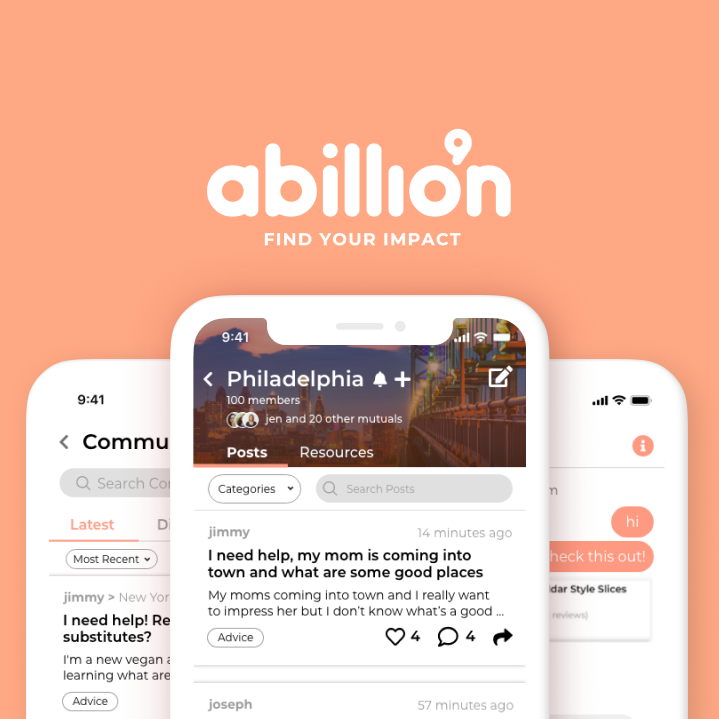 abillion
FIND YOUR IMPACT
9:41
Philadelphia
100 members
jen and 20 other mutuals
Posts Resources
Categories Search Posts
jimmy 14 minutes ago
I need help, my mom is coming into
town and what are some good places
My moms coming into town and I really want
to impress her but I don't know what's a good ...
Advice 4 4
joseph 57 minutes ago
9:41
Commu
Search Co
Latest Di
Most Recent
jimmy > New Yor
I need help! Re
substitutes?
I'm a new vegan a
learning what are
Advice
m
hi
heck this out!
dar Style Slices
reviews)